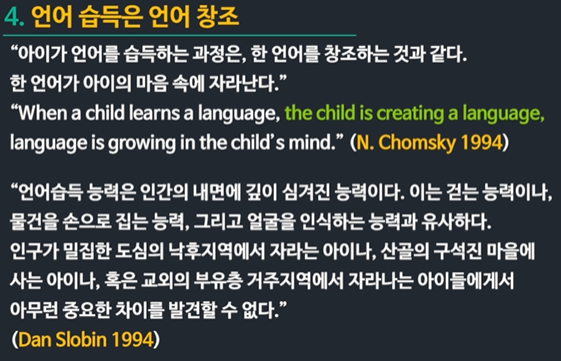 4. 언어 습득은 언어 창조
“아이가 언어를 습득하는 과정은, 한 언어를 창조하는 것과 같다.
한 언어가 아이의 마음 속에 자라난다.”
“When a child learns a language, the child is creating a language,
language is growing in the child’s mind.” (N. Chomsky 1994)
“언어습득 능력은 인간의 내면에 깊이 심겨진 능력이다. 이는 걷는 능력이나,
물건을 손으로 집는 능력, 그리고 얼굴을 인식하는 능력과 유사하다.
인구가 밀집한 도심의 낙후지역에서 자라는 아이나, 산골의 구석진 마을에
사는 아이나, 혹은 교외의 부유층 거주지역에서 자라나는 아이들에게서
아무런 중요한 차이를 발견할 수 없다.”
(Dan Slobin 1994)